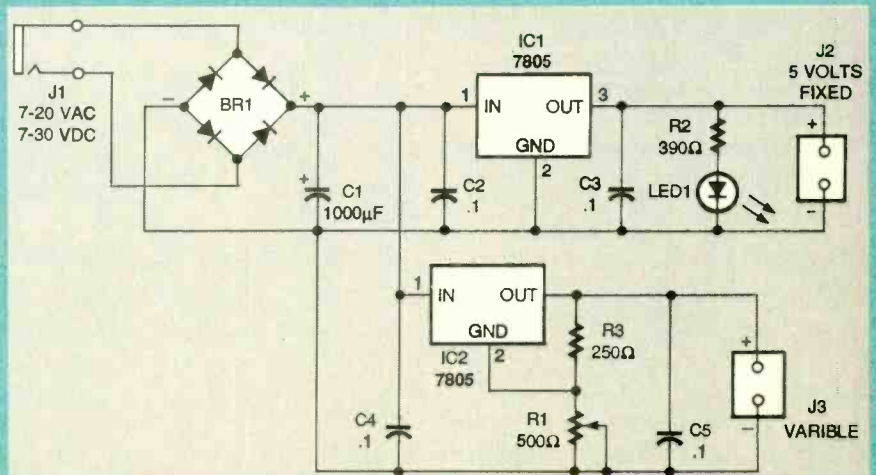 J1
7-20 VAC
7-30 VDC
−
BR1
+
+
C1
1000µF
IC1
7805
1
IN
OUT
3
GND
2
C2
.1
C3
.1
R2
390Ω
LED1
J2
5 VOLTS
FIXED
+
−
1
IN
OUT
GND
2
IC2
7805
C4
.1
R3
250Ω
R1
500Ω
C5
.1
+
−
J3
VARIBLE